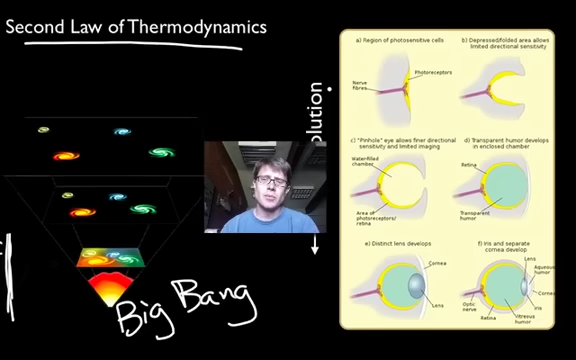 Second Law of Thermodynamics
Big Bang
olution
a) Region of photosensitive cells
Photoreceptors
Nerve
fibres
b) Depressed/folded area allows
limited directional sensitivity
c) "Pinhole" eye allows finer directional
sensitivity and limited imaging
Water-filled
chamber
Area of
photoreceptors/
retina
d) Transparent humor develops
in enclosed chamber
Retina
Transparent
humor
e) Distinct lens develops
Cornea
Lens
f) Iris and separate
cornea develop
Lens
Aqueous
humor
Cornea
Iris
Optic
nerve
Vitreous
humor
Retina